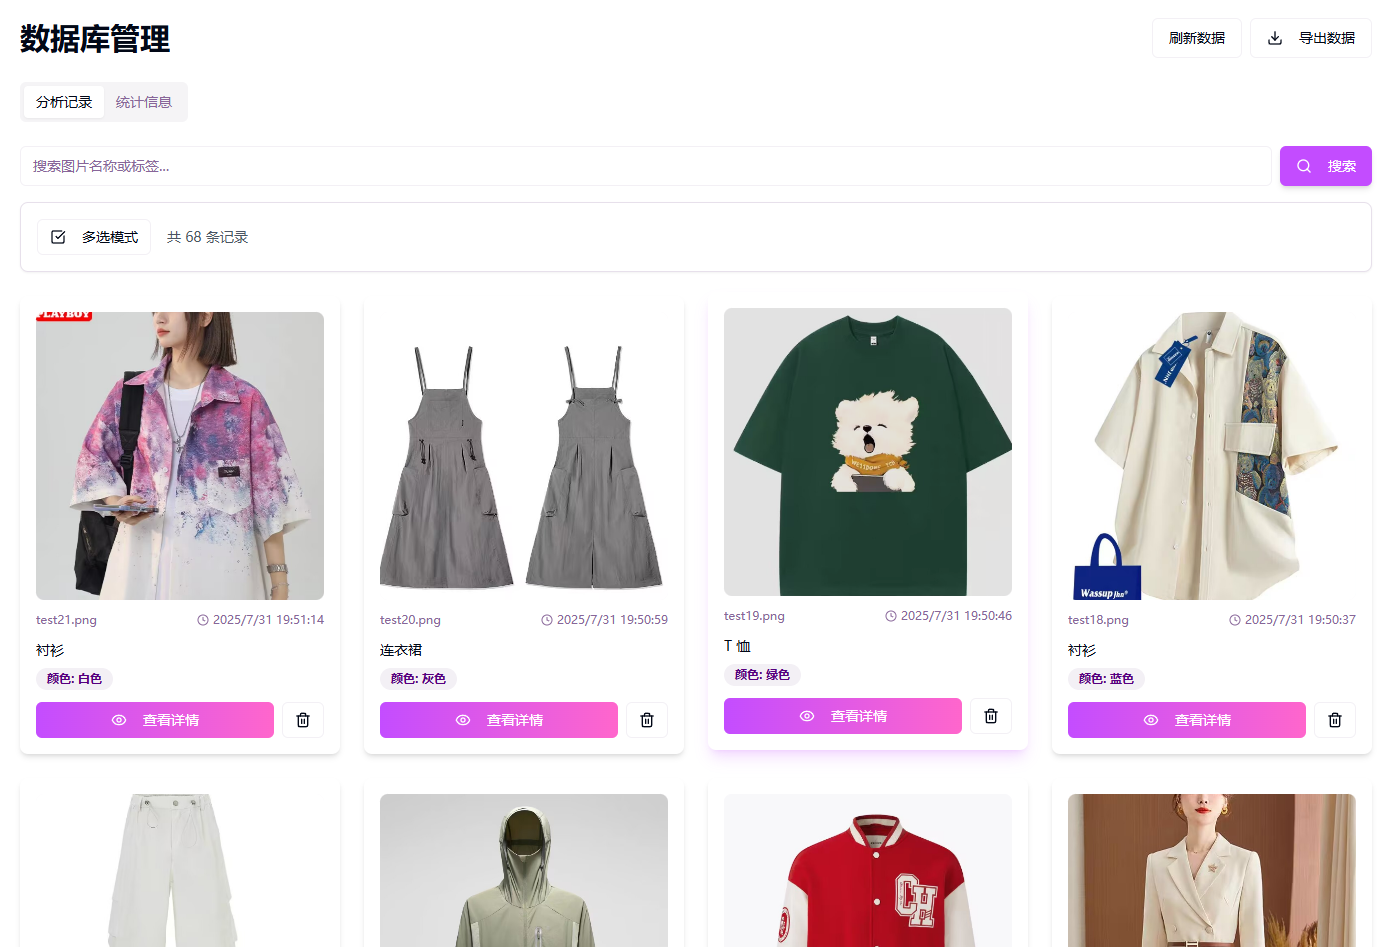 数据库管理
刷新数据
导出数据
分析记录
统计信息
搜索图片名称或标签...
搜索
多选模式
共 68 条记录
PLAYBOY
Wassup jbn®
test21.png
2025/7/31 19:51:14
衬衫
颜色: 白色
查看详情
test20.png
2025/7/31 19:50:59
连衣裙
颜色: 灰色
查看详情
test19.png
2025/7/31 19:50:46
T 恤
颜色: 绿色
查看详情
test18.png
2025/7/31 19:50:37
衬衫
颜色: 蓝色
查看详情
CH